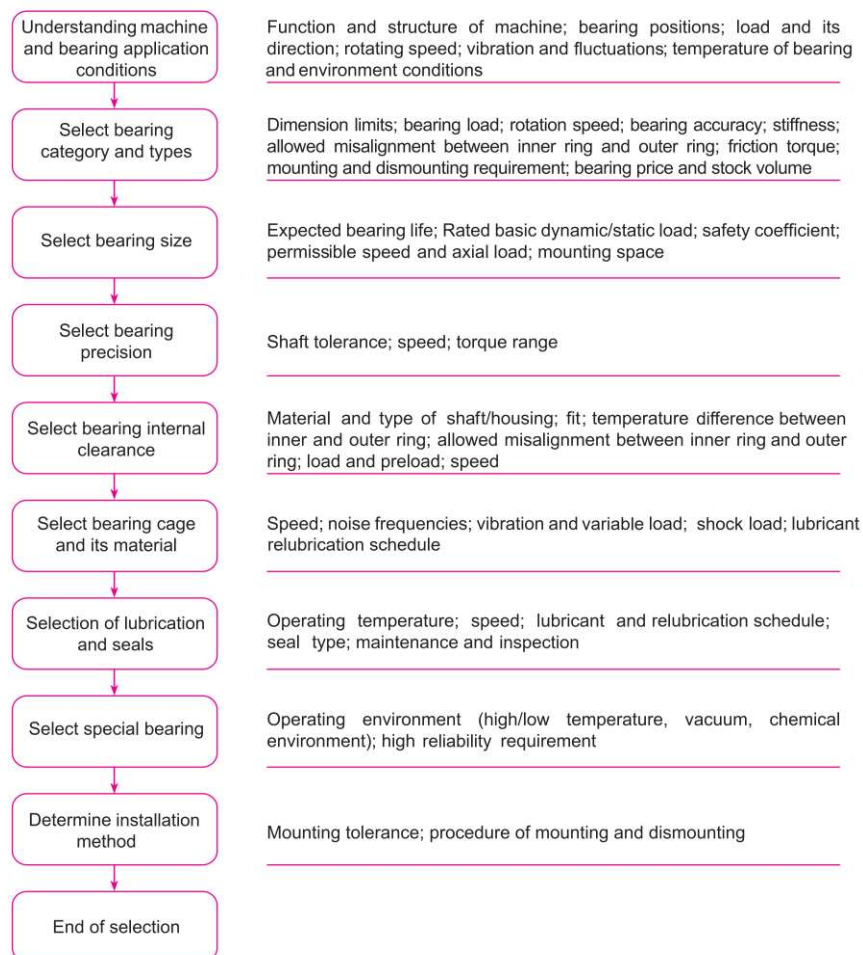 Understanding machine
and bearing application
conditions
Function and structure of machine; bearing positions; load and its
direction; rotating speed; vibration and fluctuations; temperature of bearing
and environment conditions
Select bearing
category and types
Dimension limits; bearing load; rotation speed; bearing accuracy; stiffness;
allowed misalignment between inner ring and outer ring; friction torque;
mounting and dismounting requirement; bearing price and stock volume
Select bearing size
Expected bearing life; Rated basic dynamic/static load; safety coefficient;
permissible speed and axial load; mounting space
Select bearing
precision
Shaft tolerance; speed; torque range
Select bearing internal
clearance
Material and type of shaft/housing; fit; temperature difference between
inner and outer ring; allowed misalignment between inner ring and outer
ring; load and preload; speed
Select bearing cage
and its material
Speed; noise frequencies; vibration and variable load; shock load; lubricant
relubrication schedule
Selection of lubrication
and seals
Operating temperature; speed; lubricant and relubrication schedule;
seal type; maintenance and inspection
Select special bearing
Operating environment (high/low temperature, vacuum, chemical
environment); high reliability requirement
Determine installation
method
Mounting tolerance; procedure of mounting and dismounting
End of selection